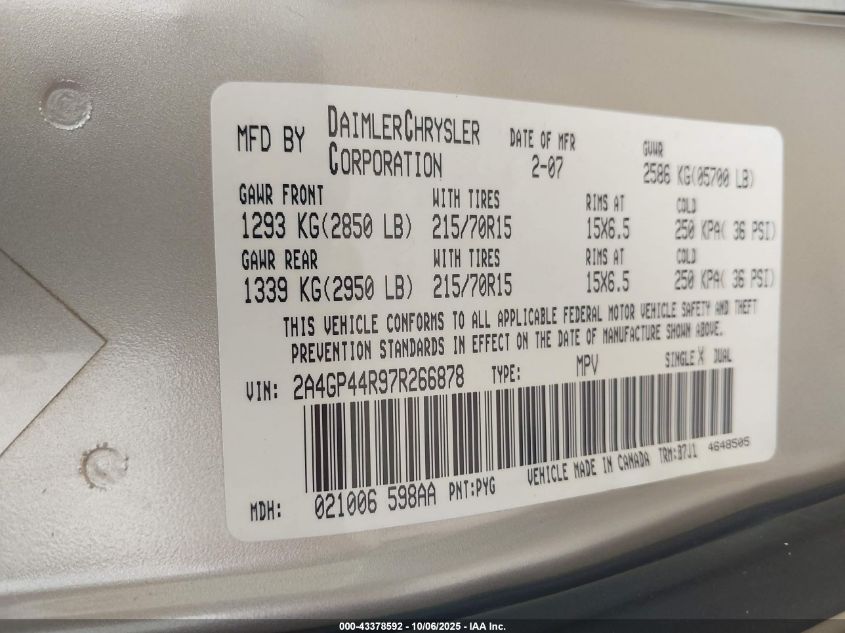 MFD BY DAIMLERCHRYSLER CORPORATION DATE OF MFR 2-07 GVWR 2586 KG(05700 LB)
GAWR FRONT WITH TIRES RIMS AT COLD
1293 KG(2850 LB) 215/70R15 15X6.5 250 KPA( 36 PSI)
GAWR REAR WITH TIRES RIMS AT COLD
1339 KG(2950 LB) 215/70R15 15X6.5 250 KPA( 36 PSI)
THIS VEHICLE CONFORMS TO ALL APPLICABLE FEDERAL MOTOR VEHICLE SAFETY AND THEFT
PREVENTION STANDARDS IN EFFECT ON THE DATE OF MANUFACTURE SHOWN ABOVE.
VIN: 2A4GP44R97R266878 TYPE: MPV SINGLE X DUAL
MDH: 021006 598AA PNT:PYG VEHICLE MADE IN CANADA TRM:B7J1 4648505
000-43378592 - 10/06/2025 - IAA Inc.